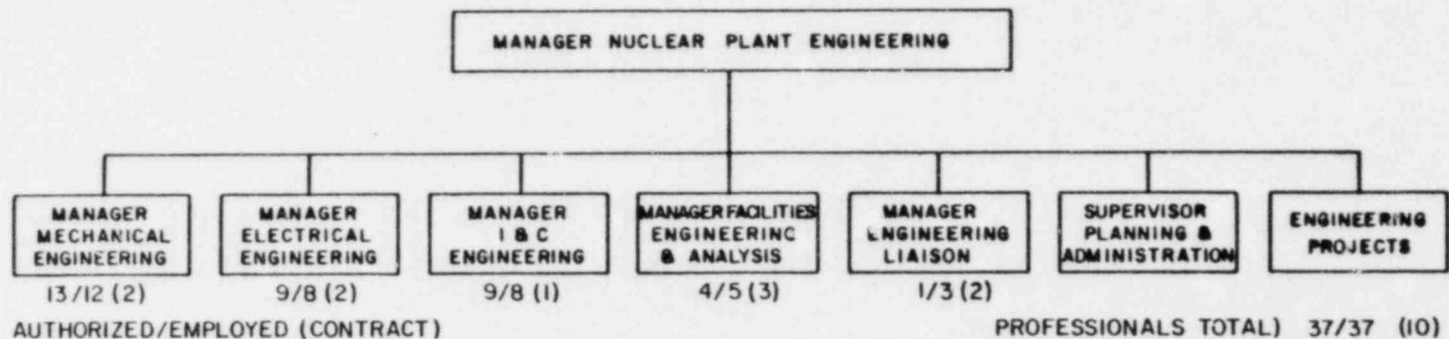 MANAGER NUCLEAR PLANT ENGINEERING
MANAGER
MECHANICAL
ENGINEERING
13/12 (2)
MANAGER
ELECTRICAL
ENGINEERING
9/8 (2)
MANAGER
I & C
ENGINEERING
9/8 (1)
MANAGER FACILITIES
ENGINEERING
& ANALYSIS
4/5 (3)
MANAGER
ENGINEERING
LIAISON
1/3 (2)
SUPERVISOR
PLANNING &
ADMINISTRATION
ENGINEERING
PROJECTS
AUTHORIZED/EMPLOYED (CONTRACT)
PROFESSIONALS TOTAL) 37/37 (10)